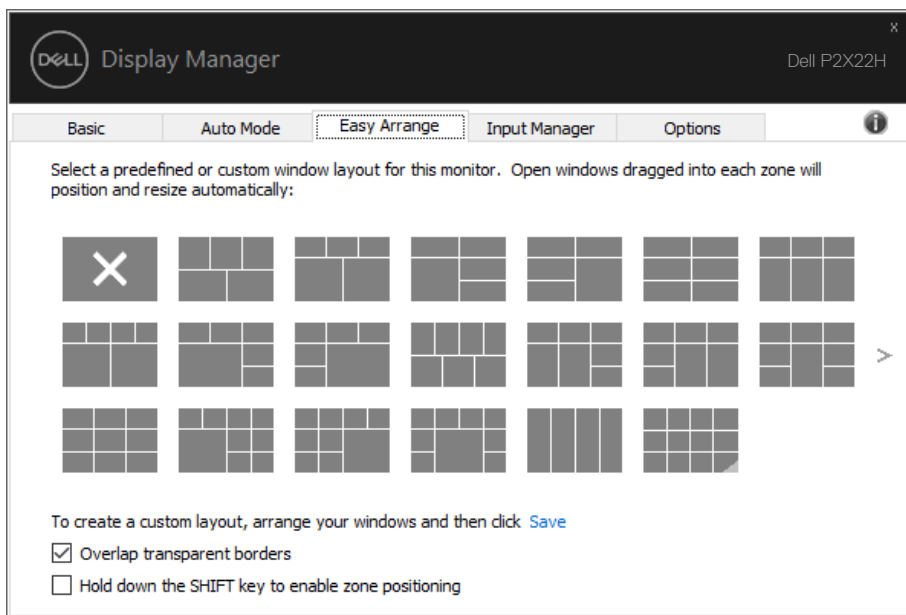 x
DELL
Display Manager
Dell P2X22H
Basic
Auto Mode
Easy Arrange
Input Manager
Options
i
Select a predefined or custom window layout for this monitor.  Open windows dragged into each zone will
position and resize automatically:
>
To create a custom layout, arrange your windows and then click  Save
Overlap transparent borders
Hold down the SHIFT key to enable zone positioning